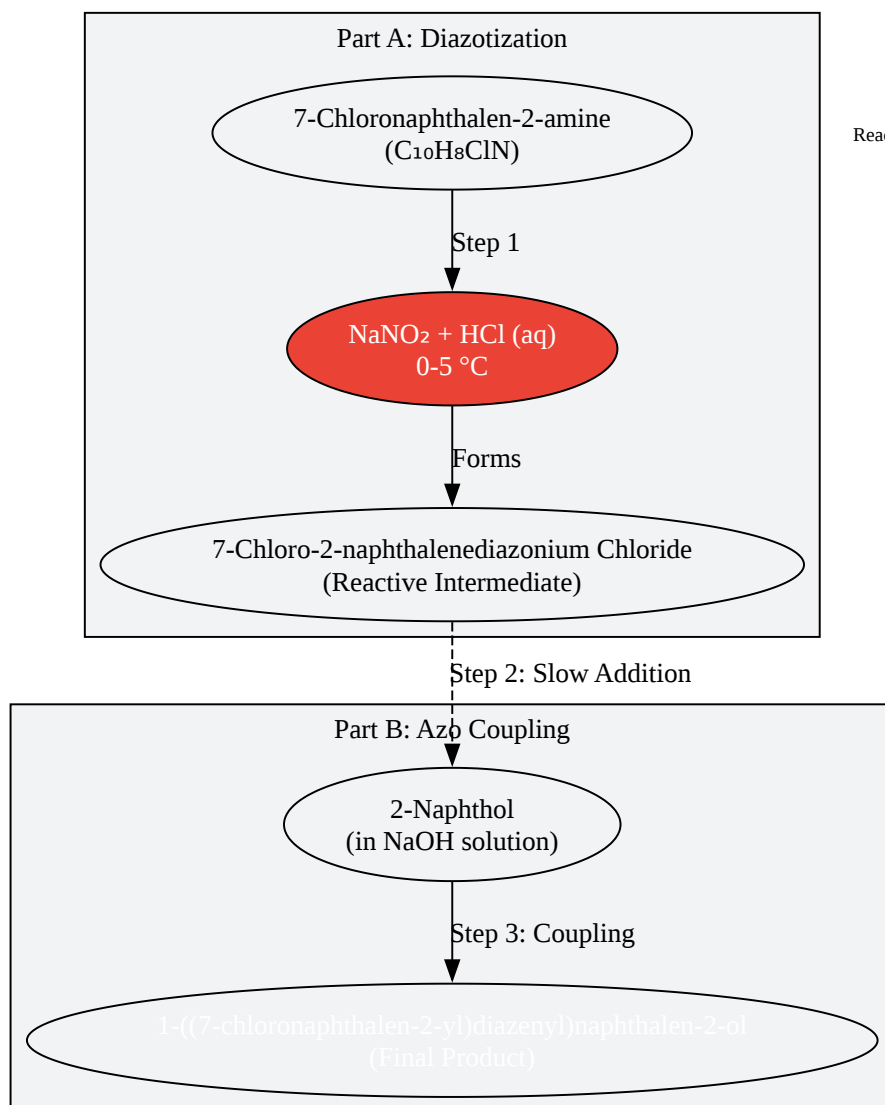 Part A: Diazotization
7-Chloronaphthalen-2-amine
(C₁₀H₈ClN)
Reac
Step 1
NaNO₂ + HCl (aq)
0-5 °C
Forms
7-Chloro-2-naphthalenediazonium Chloride
(Reactive Intermediate)
Step 2: Slow Addition
Part B: Azo Coupling
2-Naphthol
(in NaOH solution)
Step 3: Coupling
1-((7-chloronaphthalen-2-yl)diazenyl)naphthalen-2-ol
(Final Product)